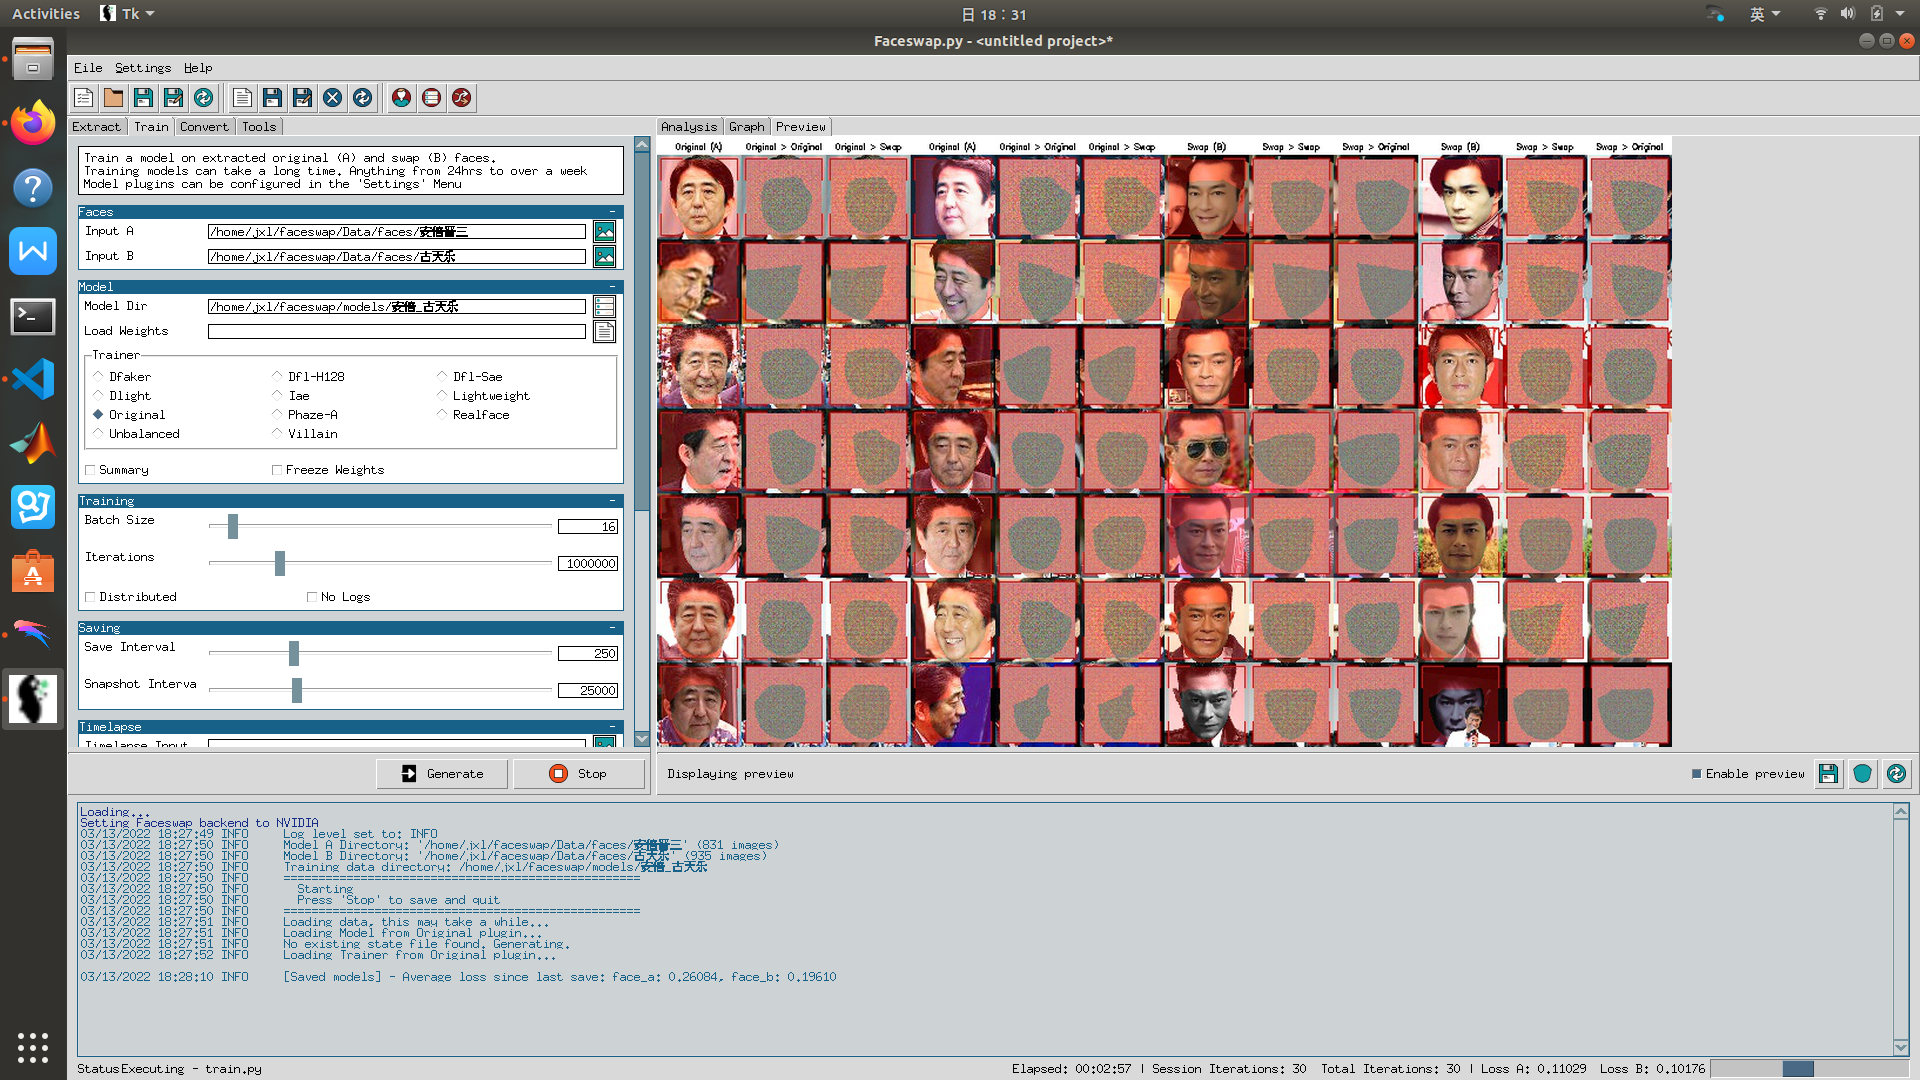 Activities
Tk
日 18：31
英
Faceswap.py - <untitled project>*
File Settings Help
Extract Train Convert Tools
Train a model on extracted original (A) and swap (B) faces.
Training models can take a long time. Anything from 24hrs to over a week
Model plugins can be configured in the 'Settings' Menu
Faces
Input A /home/jxl/faceswap/Data/faces/安倍晋三
Input B /home/jxl/faceswap/Data/faces/古天乐
Model
Model Dir /home/jxl/faceswap/models/安倍_古天乐
Load Weights
Trainer
Dfaker Dfl-H128 Dfl-Sae
Dlight Iae Lightweight
Original Phaze-A Realface
Unbalanced Villain
Summary Freeze Weights
Training
Batch Size 16
Iterations 1000000
Distributed No Logs
Saving
Save Interval 250
Snapshot Interva 25000
Timelapse
Timelapse Input
Generate Stop
Analysis Graph Preview
Original (A) Original > Original Original > Swap Original (A) Original > Original Original > Swap Swap (B) Swap > Swap Swap > Original Swap (B) Swap > Swap Swap > Original
Displaying preview
Enable preview
Loading...
Setting Faceswap backend to NVIDIA
03/13/2022 18:27:49 INFO Log level set to: INFO
03/13/2022 18:27:50 INFO Model A Directory: '/home/jxl/faceswap/Data/faces/安倍晋三' (831 images)
03/13/2022 18:27:50 INFO Model B Directory: '/home/jxl/faceswap/Data/faces/古天乐' (935 images)
03/13/2022 18:27:50 INFO Training data directory: /home/jxl/faceswap/models/安倍_古天乐
03/13/2022 18:27:50 INFO ===================================================
03/13/2022 18:27:50 INFO Starting
03/13/2022 18:27:50 INFO Press 'Stop' to save and quit
03/13/2022 18:27:50 INFO ===================================================
03/13/2022 18:27:51 INFO Loading data, this may take a while...
03/13/2022 18:27:51 INFO Loading Model from Original plugin...
03/13/2022 18:27:51 INFO No existing state file found. Generating.
03/13/2022 18:27:52 INFO Loading Trainer from Original plugin...
03/13/2022 18:28:10 INFO [Saved models] - Average loss since last save: face_a: 0.26084, face_b: 0.19610
Status Executing - train.py
Elapsed: 00:02:57 | Session Iterations: 30 Total Iterations: 30 | Loss A: 0.11029 Loss B: 0.10176